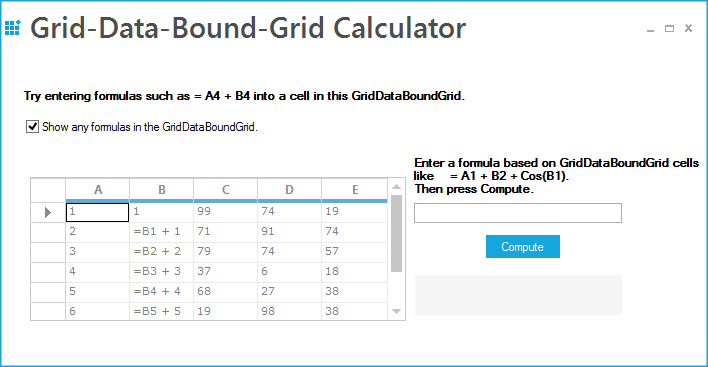 Grid-Data-Bound-Grid Calculator
Try entering formulas such as = A4 + B4 into a cell in this GridDataBoundGrid.
Show any formulas in the GridDataBoundGrid.
Enter a formula based on GridDataBoundGrid cells
like = A1 + B2 + Cos(B1).
Then press Compute.
A B C D E
1 1 99 74 19
2 =B1 + 1 71 91 74
3 =B2 + 2 79 74 57
4 =B3 + 3 37 6 18
5 =B4 + 4 68 27 38
6 =B5 + 5 19 98 38
Compute